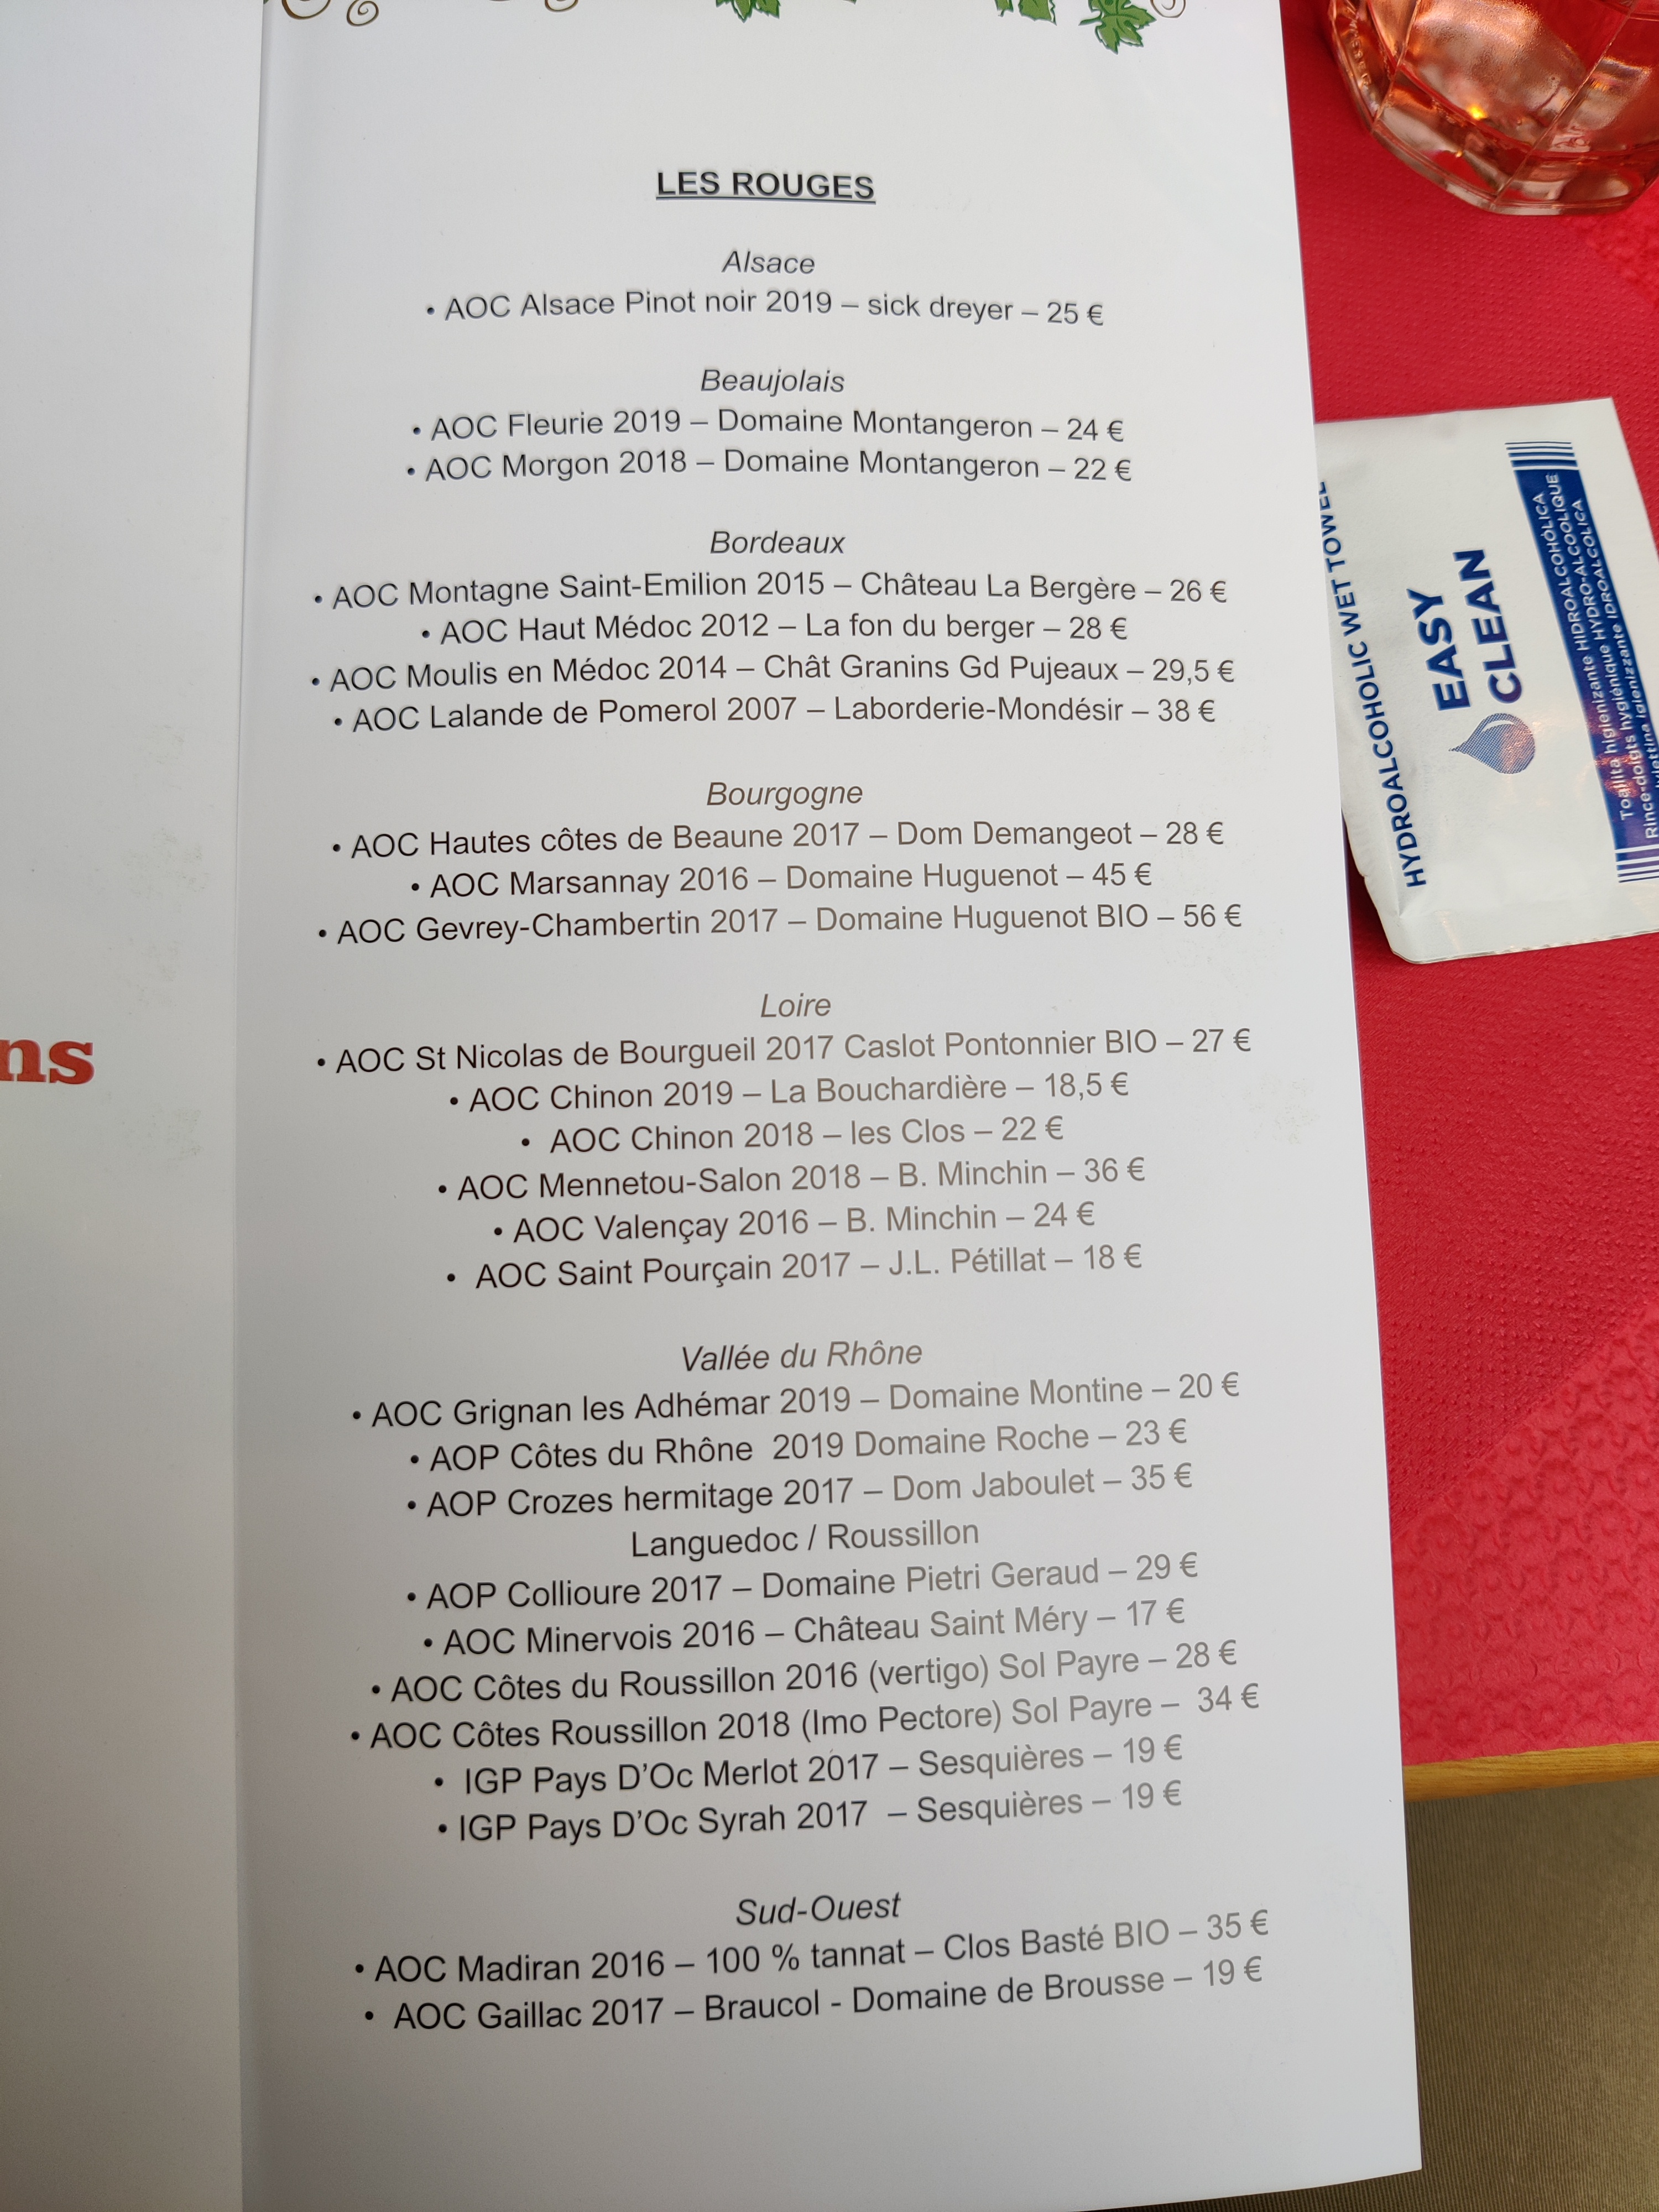 LES ROUGES
Alsace
• AOC Alsace Pinot noir 2019 – sick dreyer – 25 €
Beaujolais
• AOC Fleurie 2019 – Domaine Montangeron – 24 €
• AOC Morgon 2018 – Domaine Montangeron – 22 €
Bordeaux
• AOC Montagne Saint-Emilion 2015 – Château La Bergère – 26 €
• AOC Haut Médoc 2012 – La fon du berger – 28 €
• AOC Moulis en Médoc 2014 – Chât Granins Gd Pujeaux – 29,5 €
• AOC Lalande de Pomerol 2007 – Laborderie-Mondésir – 38 €
Bourgogne
• AOC Hautes côtes de Beaune 2017 – Dom Demangeot – 28 €
• AOC Marsannay 2016 – Domaine Huguenot – 45 €
• AOC Gevrey-Chambertin 2017 – Domaine Huguenot BIO – 56 €
Loire
• AOC St Nicolas de Bourgueil 2017 Caslot Pontonnier BIO – 27 €
• AOC Chinon 2019 – La Bouchardière – 18,5 €
• AOC Chinon 2018 – les Clos – 22 €
• AOC Mennetou-Salon 2018 – B. Minchin – 36 €
• AOC Valençay 2016 – B. Minchin – 24 €
• AOC Saint Pourçain 2017 – J.L. Pétillat – 18 €
Vallée du Rhône
• AOC Grignan les Adhémar 2019 – Domaine Montine – 20 €
• AOP Côtes du Rhône 2019 Domaine Roche – 23 €
• AOP Crozes hermitage 2017 – Dom Jaboulet – 35 €
Languedoc / Roussillon
• AOP Collioure 2017 – Domaine Pietri Geraud – 29 €
• AOC Minervois 2016 – Château Saint Méry – 17 €
• AOC Côtes du Roussillon 2016 (vertigo) Sol Payre – 28 €
• AOC Côtes Roussillon 2018 (Imo Pectore) Sol Payre – 34 €
• IGP Pays D'Oc Merlot 2017 – Sesquières – 19 €
• IGP Pays D'Oc Syrah 2017 – Sesquières – 19 €
Sud-Ouest
• AOC Madiran 2016 – 100 % tannat – Clos Basté BIO – 35 €
• AOC Gaillac 2017 – Braucol - Domaine de Brousse – 19 €
ns
HYDROALCOHOLIC WET TOWEL
EASY
CLEAN
Toallita higienizante HIDROALCOHÓLICA
Rince-doigts hygiénique HYDRO-ALCOOLIQUE
igienizzante IDROALCOLICA